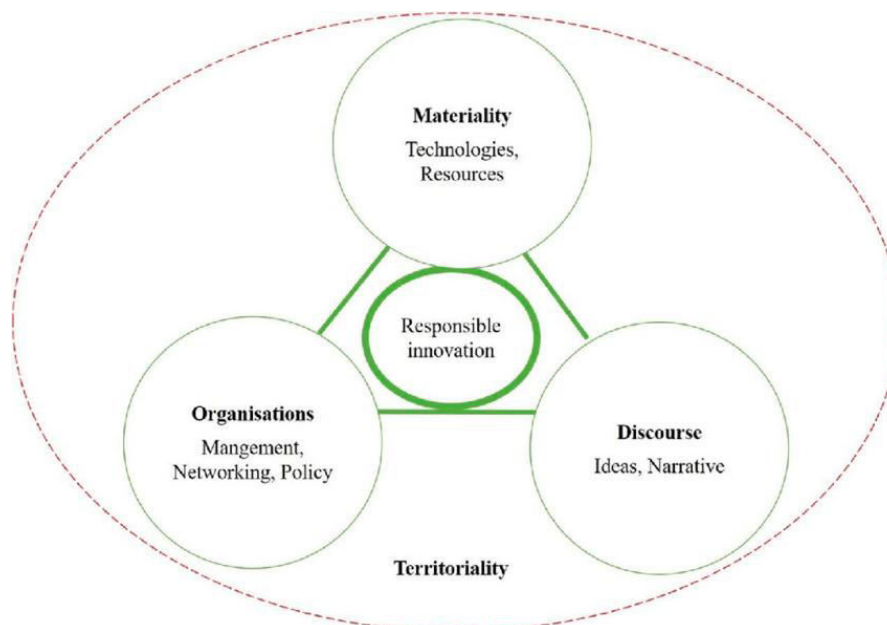 Materiality
Technologies,
Resources
Responsible
innovation
Organisations
Mangement,
Networking, Policy
Discourse
Ideas, Narrative
Territoriality